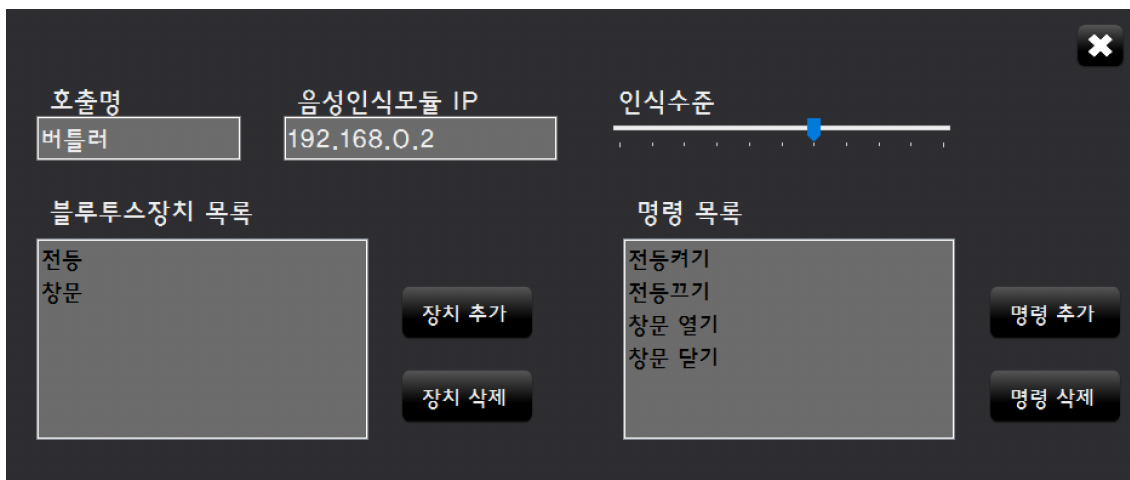 호출명
음성인식모듈 IP
인식수준
버틀러
192.168.0.2
블루투스장치 목록
명령 목록
전등
창문
장치 추가
장치 삭제
전등켜기
전등끄기
창문 열기
창문 닫기
명령 추가
명령 삭제